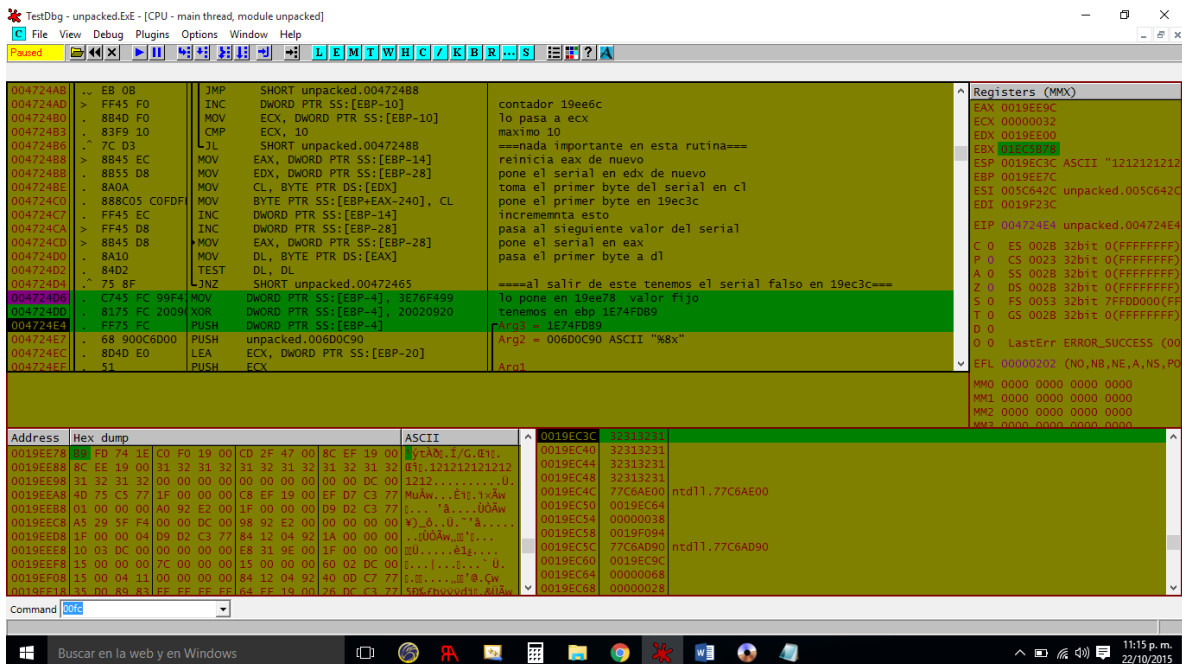 TestDbg - unpacked.ExE - [CPU - main thread, module unpacked]
C File View Debug Plugins Options Window Help
Paused L E M T W H C / K B R ... S ?
004724AB .. EB 0B JMP SHORT unpacked.004724B8
004724AD > FF45 F0 INC DWORD PTR SS:[EBP-10] contador 19ee6c
004724B0 . 8B4D F0 MOV ECX, DWORD PTR SS:[EBP-10] lo pasa a ecx
004724B3 . 83F9 10 CMP ECX, 10 maximo 10
004724B6 .^ 7C D3 JL SHORT unpacked.0047248B ===nada importante en esta rutina===
004724B8 > 8B45 EC MOV EAX, DWORD PTR SS:[EBP-14] reinicia eax de nuevo
004724BB . 8B55 D8 MOV EDX, DWORD PTR SS:[EBP-28] pone el serial en edx de nuevo
004724BE . 8A0A MOV CL, BYTE PTR DS:[EDX] toma el primer byte del serial en cl
004724C0 . 888C05 C0FDF MOV BYTE PTR SS:[EBP+EAX-240], CL pone el primer byte en 19ec3c
004724C7 . FF45 EC INC DWORD PTR SS:[EBP-14] incrememnta esto
004724CA > FF45 D8 INC DWORD PTR SS:[EBP-28] pasa al sieguiente valor del serial
004724CD > 8B45 D8 MOV EAX, DWORD PTR SS:[EBP-28] pone el serial en eax
004724D0 . 8A10 MOV DL, BYTE PTR DS:[EAX] pasa el primer byte a dl
004724D2 . 84D2 TEST DL, DL
004724D4 .^ 75 8F JNZ SHORT unpacked.00472465 ====al salir de este tenemos el serial falso en 19ec3c===
004724D6 . C745 FC 99F4 MOV DWORD PTR SS:[EBP-4], 3E76F499 lo pone en 19ee78 valor fijo
004724DD . 8175 FC 2009 XOR DWORD PTR SS:[EBP-4], 20020920 tenemos en ebp 1E74FDB9
004724E4 . FF75 FC PUSH DWORD PTR SS:[EBP-4] Arg3 = 1E74FDB9
004724E7 . 68 900C6D00 PUSH unpacked.006D0C90 Arg2 = 006D0C90 ASCII "%8x"
004724EC . 8D4D E0 LEA ECX, DWORD PTR SS:[EBP-20]
004724EF . 51 PUSH ECX Arg1
Registers (MMX)
EAX 0019EE9C
ECX 00000032
EDX 0019EE00
EBX 01EC5B78
ESP 0019EC3C ASCII "1212121212
EBP 0019EE7C
ESI 005C642C unpacked.005C642C
EDI 0019F23C
EIP 004724E4 unpacked.004724E4
C 0 ES 002B 32bit 0(FFFFFFFF)
P 0 CS 0023 32bit 0(FFFFFFFF)
A 0 SS 002B 32bit 0(FFFFFFFF)
Z 0 DS 002B 32bit 0(FFFFFFFF)
S 0 FS 0053 32bit 7FFDD000(FF
T 0 GS 002B 32bit 0(FFFFFFFF)
D 0
O 0 LastErr ERROR_SUCCESS (00
EFL 00000202 (NO,NB,NE,A,NS,PO
MM0 0000 0000 0000 0000
MM1 0000 0000 0000 0000
MM2 0000 0000 0000 0000
MM3 0000 0000 0000 0000
Address Hex dump ASCII
0019EE78 B9 FD 74 1E C0 F0 19 00 CD 2F 47 00 8C EF 19 00
0019EE88 8C EE 19 00 31 32 31 32 31 32 31 32 31 32 31 32 .121212121212
0019EE98 31 32 31 32 00 00 00 00 00 00 00 00 00 00 DC 00 1212..........Ü.
0019EEA8 4D 75 C5 77 1F 00 00 00 C8 EF 19 00 EF D7 C3 77
0019EEB8 01 00 00 00 A0 92 E2 00 1F 00 00 00 D9 D2 C3 77
0019EEC8 A5 29 5F F4 00 00 DC 00 98 92 E2 00 00 00 00 00
0019EED8 1F 00 00 04 D9 D2 C3 77 84 12 04 92 1A 00 00 00
0019EEE8 10 03 DC 00 00 00 00 00 E8 31 9E 00 1F 00 00 00
0019EEF8 15 00 00 00 7C 00 00 00 15 00 00 00 60 02 DC 00
0019EF08 15 00 04 11 00 00 00 00 84 12 04 92 40 0D C7 77
0019EF18 35 D0 89 83 FE FF FF FF 64 EF 19 00 26 DC C3 77
0019EC3C 32313231
0019EC40 32313231
0019EC44 32313231
0019EC48 32313231
0019EC4C 77C6AE00 ntdll.77C6AE00
0019EC50 0019EC64
0019EC54 00000038
0019EC58 0019F094
0019EC5C 77C6AD90 ntdll.77C6AD90
0019EC60 0019EE9C
0019EC64 00000068
0019EC68 00000028
Command 00fc
Buscar en la web y en Windows
11:15 p. m.
22/10/2015